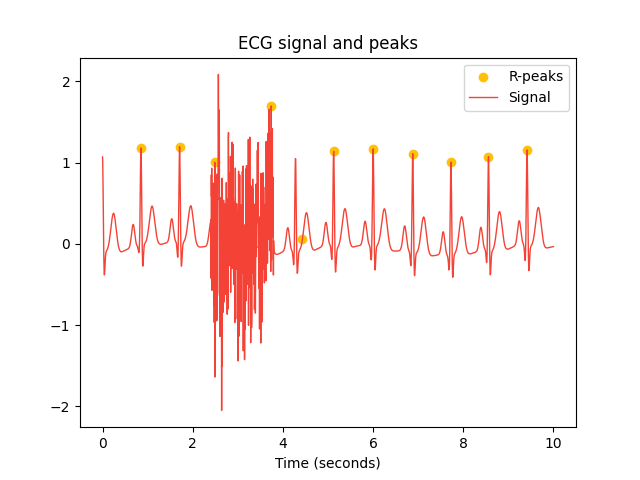 ECG signal and peaks
R-peaks
Signal
2
1
0
−1
−2
0 2 4 6 8 10
Time (seconds)